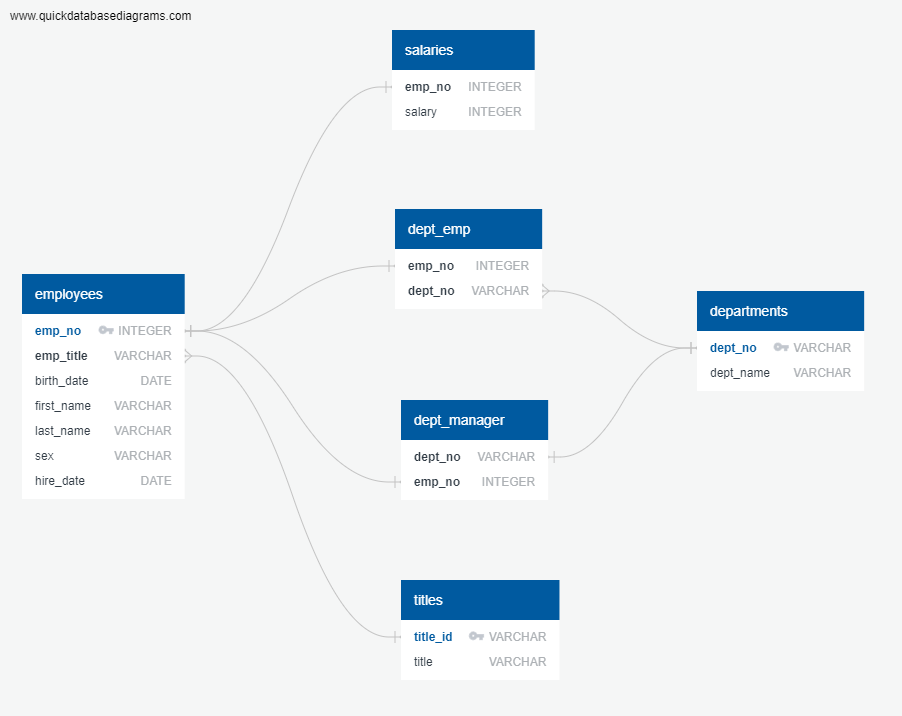 www.quickdatabasediagrams.com
salaries
emp_no INTEGER
salary INTEGER
dept_emp
emp_no INTEGER
dept_no VARCHAR
employees
emp_no INTEGER
emp_title VARCHAR
birth_date DATE
first_name VARCHAR
last_name VARCHAR
sex VARCHAR
hire_date DATE
departments
dept_no VARCHAR
dept_name VARCHAR
dept_manager
dept_no VARCHAR
emp_no INTEGER
titles
title_id VARCHAR
title VARCHAR